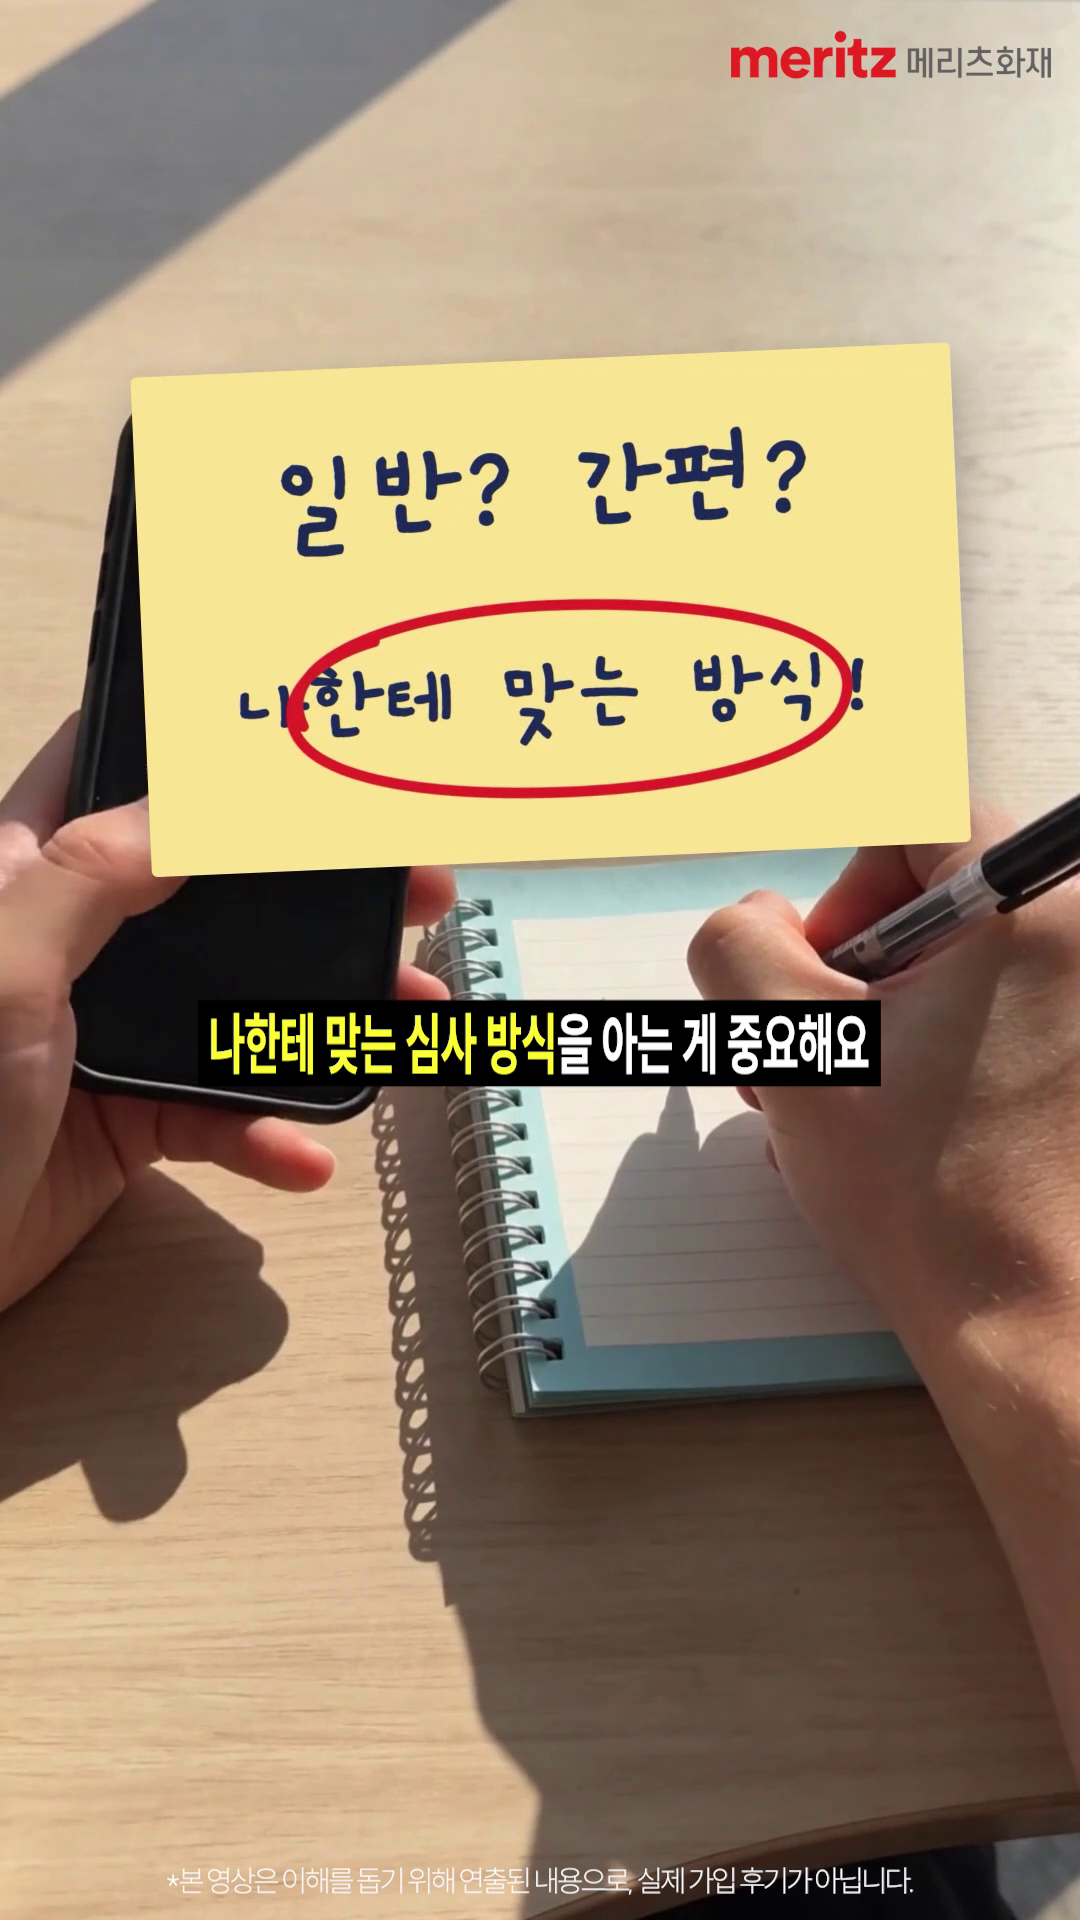 meritz 메리츠화재
일반? 간편?
나한테 맞는 방식!
나한테 맞는 심사 방식을 아는 게 중요해요
*본 영상은 이해를 돕기 위해 연출된 내용으로, 실제 가입 후기가 아닙니다.